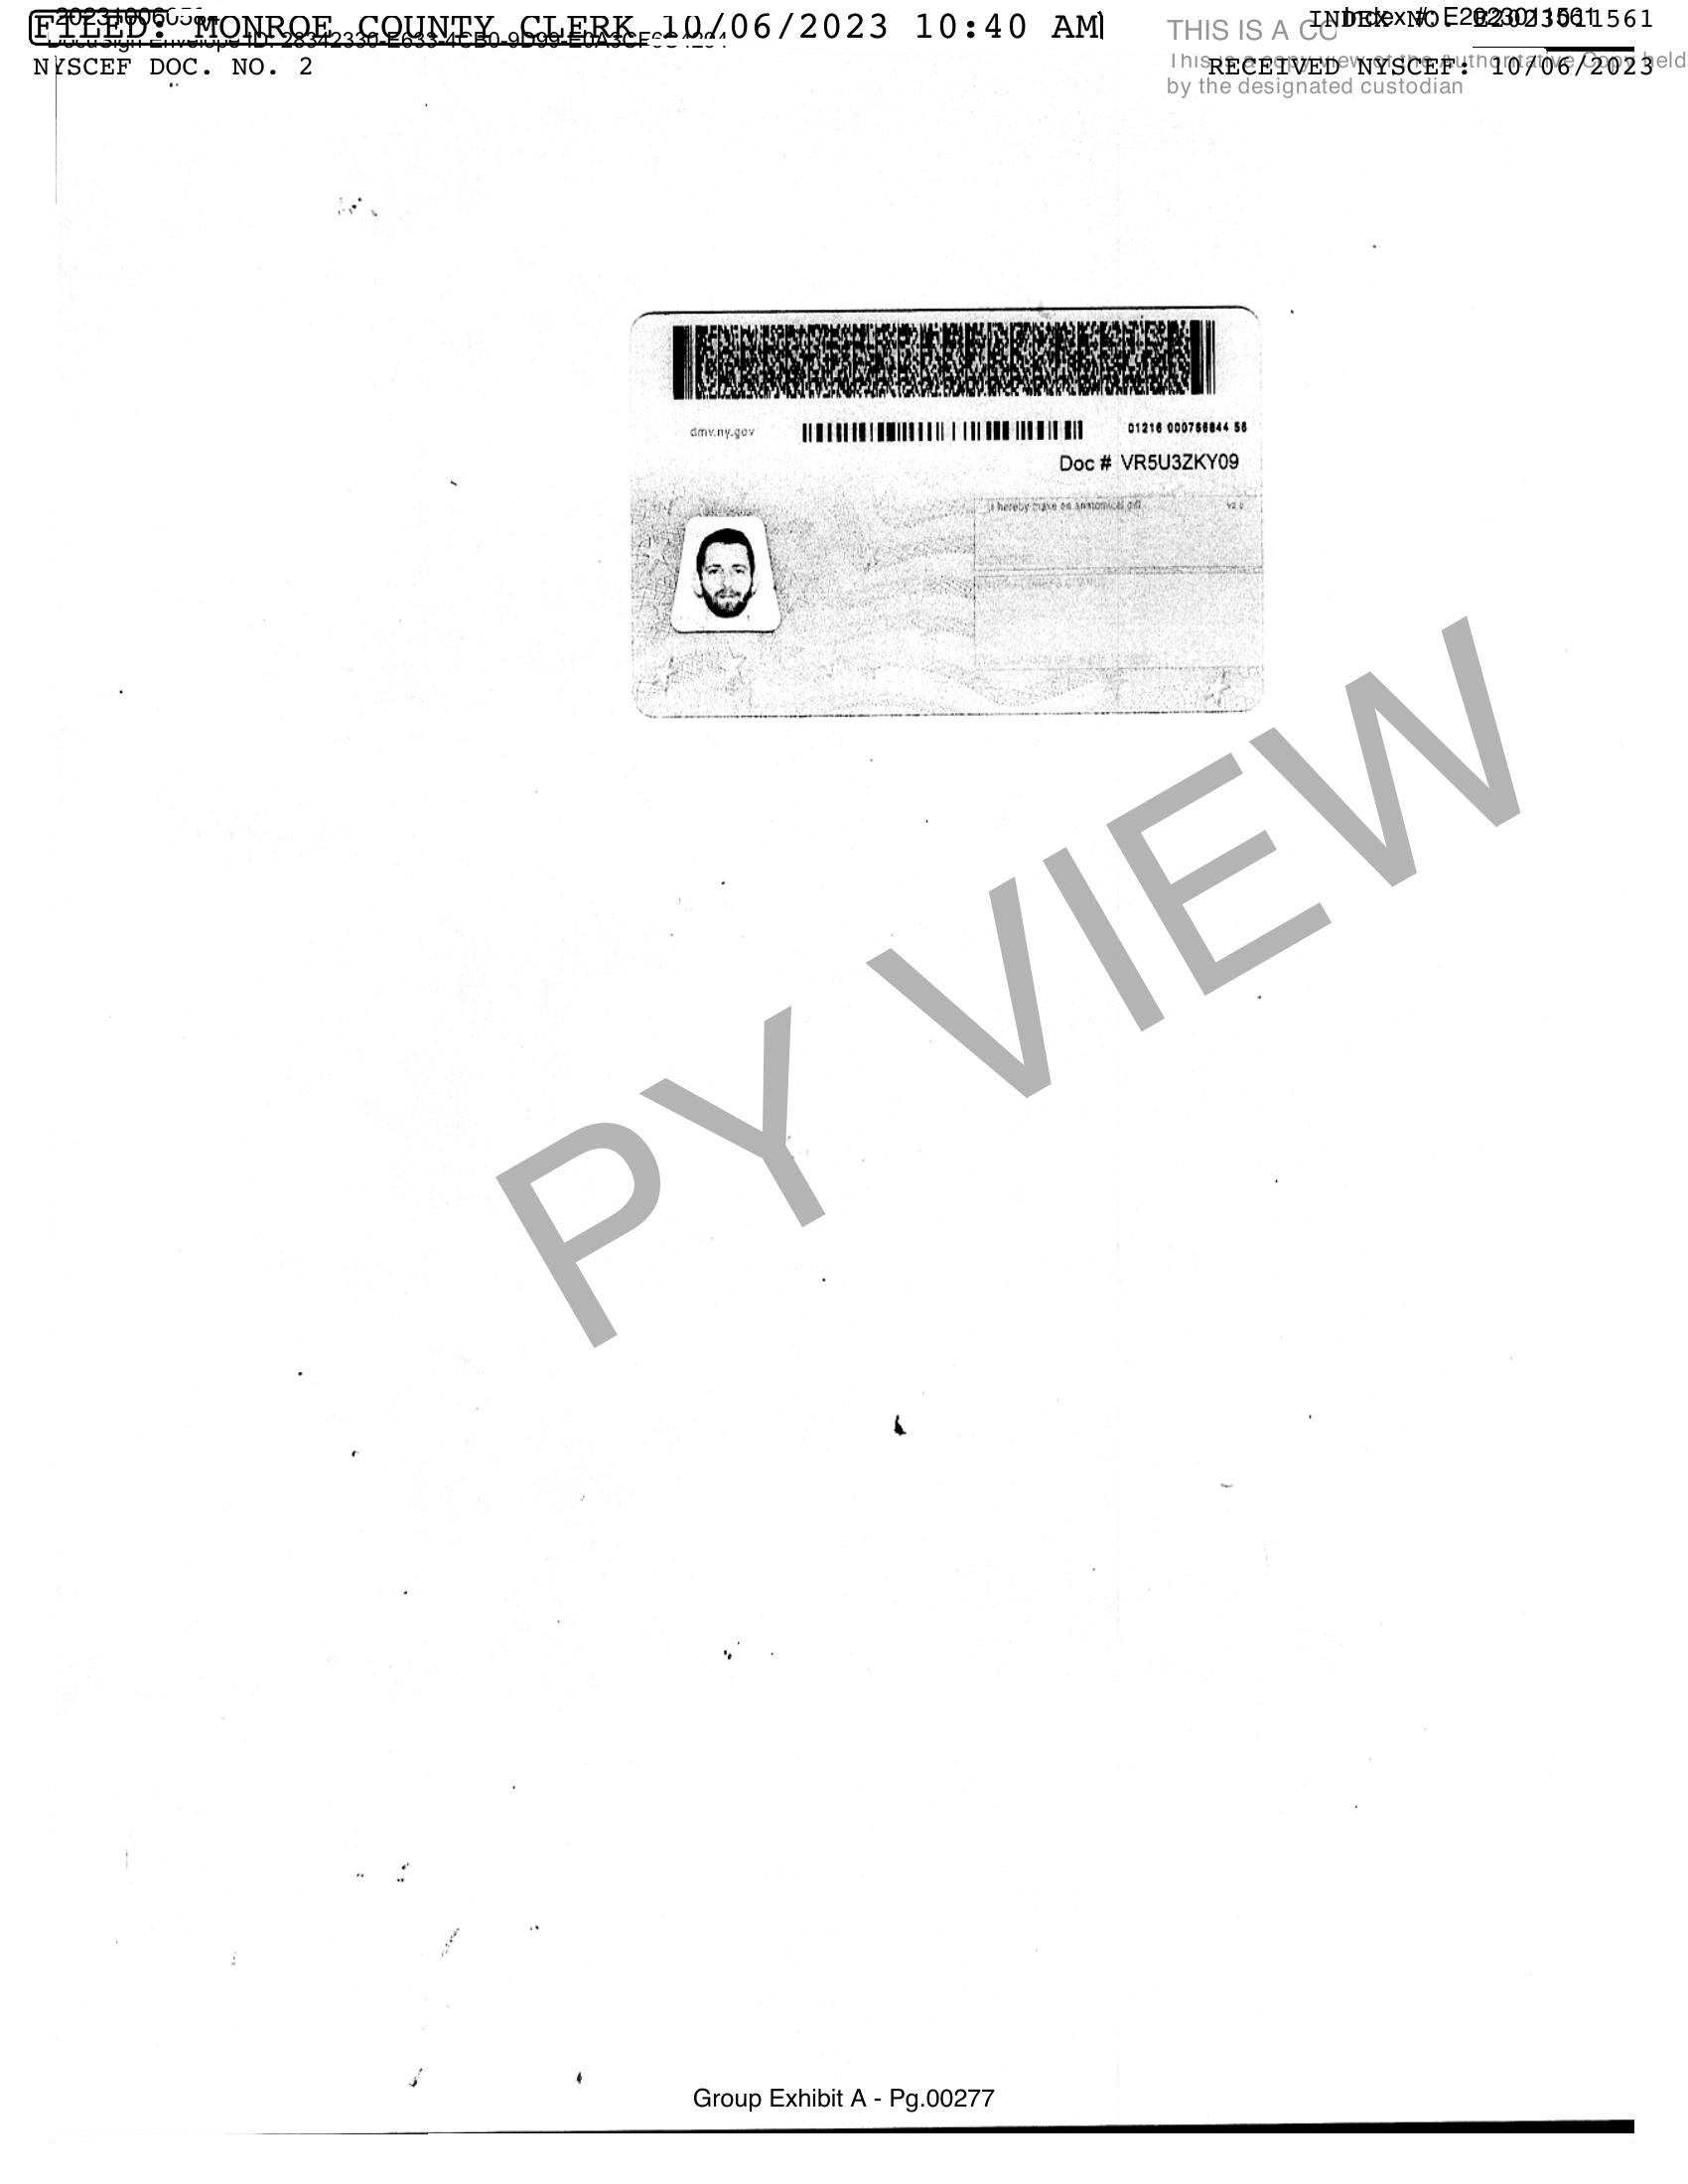 FILED: MONROE COUNTY CLERK 10/06/2023 10:40 AM
INDEX NO. E2023011561
Index #: E2023011561
DocuSign Envelope ID: 28342330-E633-4CB0-9D99-E0A3CF
THIS IS A CO
NYSCEF DOC. NO. 2
This is a copy view of the Authoritative Copy held
RECEIVED NYSCEF: 10/06/2023
by the designated custodian
dmv.ny.gov
01216 000756844 56
Doc # VR5U3ZKY09
I hereby make an anatomical gift
PY VIEW
Group Exhibit A - Pg.00277